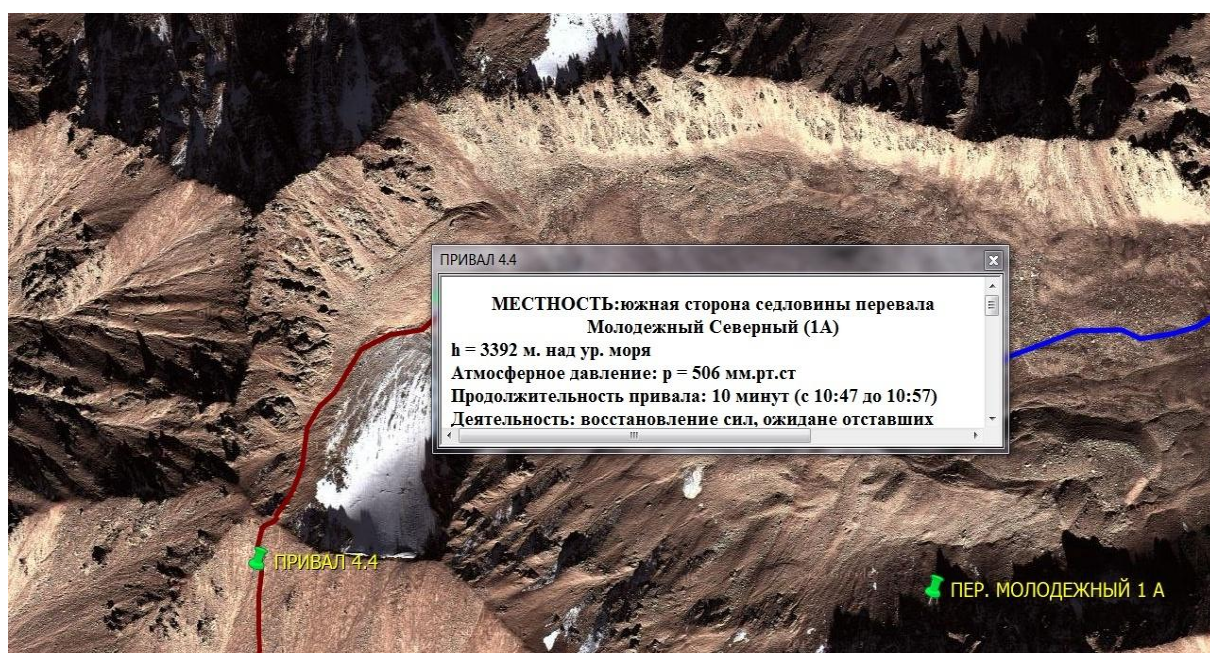 ПРИВАЛ 4.4
МЕСТНОСТЬ:южная сторона седловины перевала
Молодежный Северный (1А)
h = 3392 м. над ур. моря
Атмосферное давление: р = 506 мм.рт.ст
Продолжительность привала: 10 минут (с 10:47 до 10:57)
Деятельность: восстановление сил, ожидане отставших
ПРИВАЛ 4.4
ПЕР. МОЛОДЕЖНЫЙ 1 А